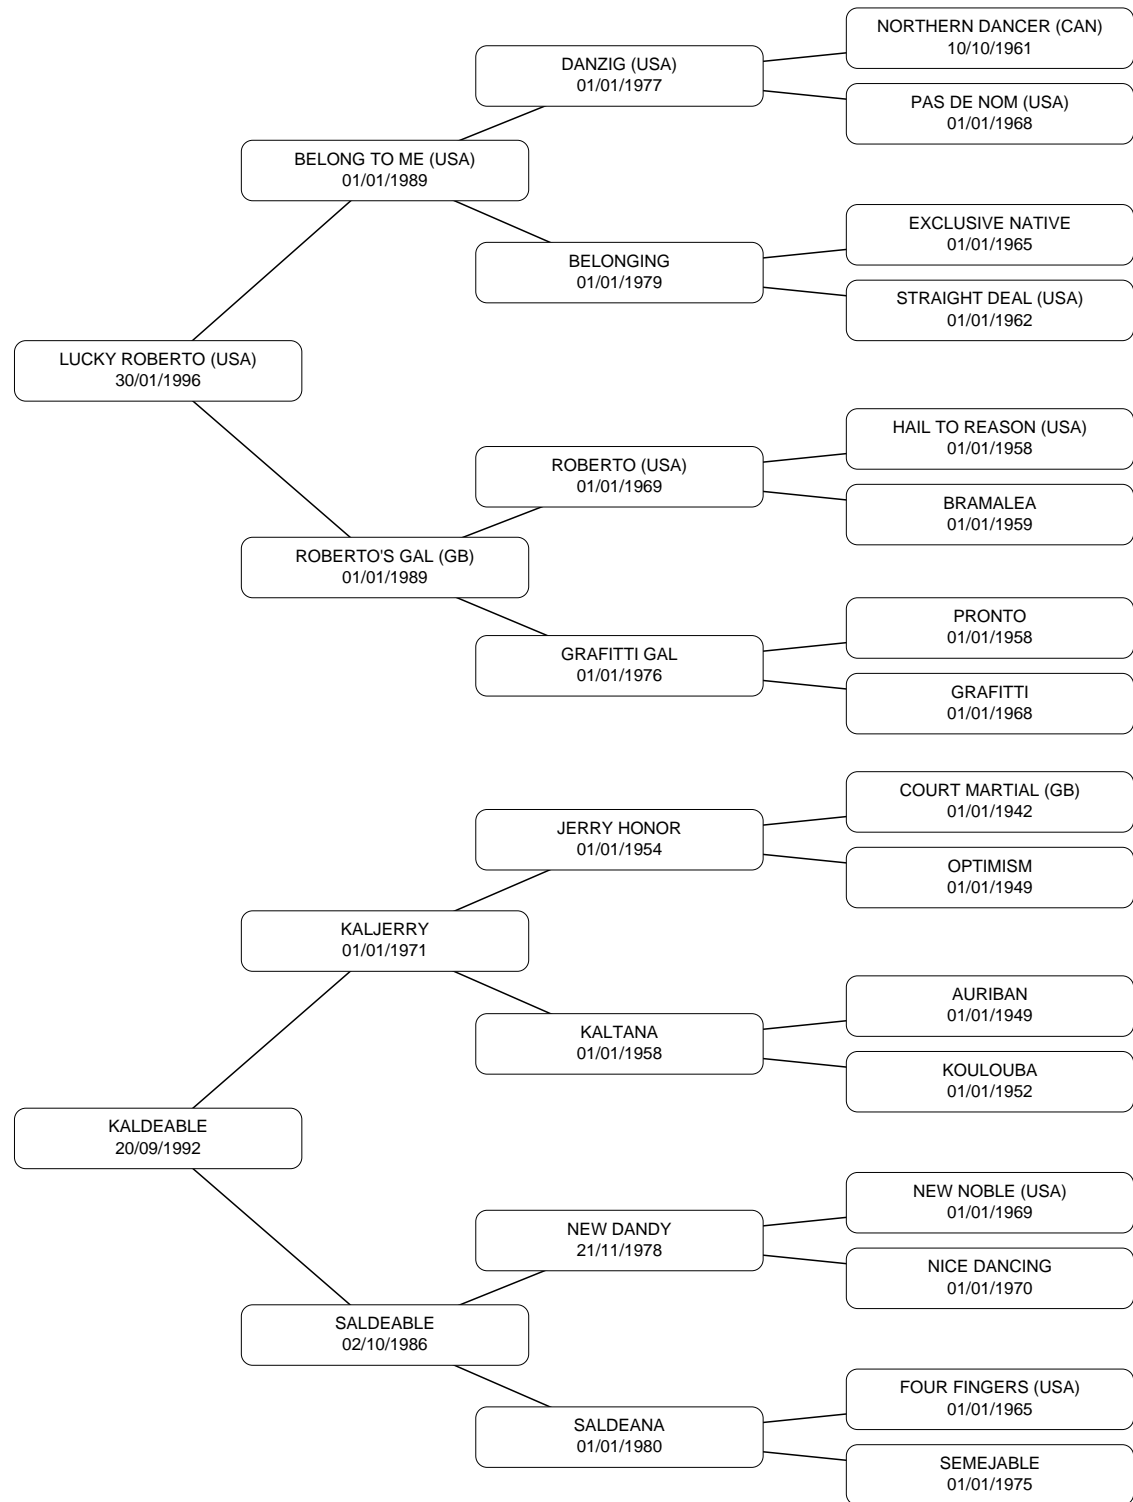 NORTHERN DANCER (CAN)
10/10/1961
DANZIG (USA)
01/01/1977
PAS DE NOM (USA)
01/01/1968
BELONG TO ME (USA)
01/01/1989
EXCLUSIVE NATIVE
01/01/1965
BELONGING
01/01/1979
STRAIGHT DEAL (USA)
01/01/1962
LUCKY ROBERTO (USA)
30/01/1996
HAIL TO REASON (USA)
01/01/1958
ROBERTO (USA)
01/01/1969
BRAMALEA
01/01/1959
ROBERTO'S GAL (GB)
01/01/1989
PRONTO
01/01/1958
GRAFITTI GAL
01/01/1976
GRAFITTI
01/01/1968
COURT MARTIAL (GB)
01/01/1942
JERRY HONOR
01/01/1954
OPTIMISM
01/01/1949
KALJERRY
01/01/1971
AURIBAN
01/01/1949
KALTANA
01/01/1958
KOULOUBA
01/01/1952
KALDEABLE
20/09/1992
NEW NOBLE (USA)
01/01/1969
NEW DANDY
21/11/1978
NICE DANCING
01/01/1970
SALDEABLE
02/10/1986
FOUR FINGERS (USA)
01/01/1965
SALDEANA
01/01/1980
SEMEJABLE
01/01/1975